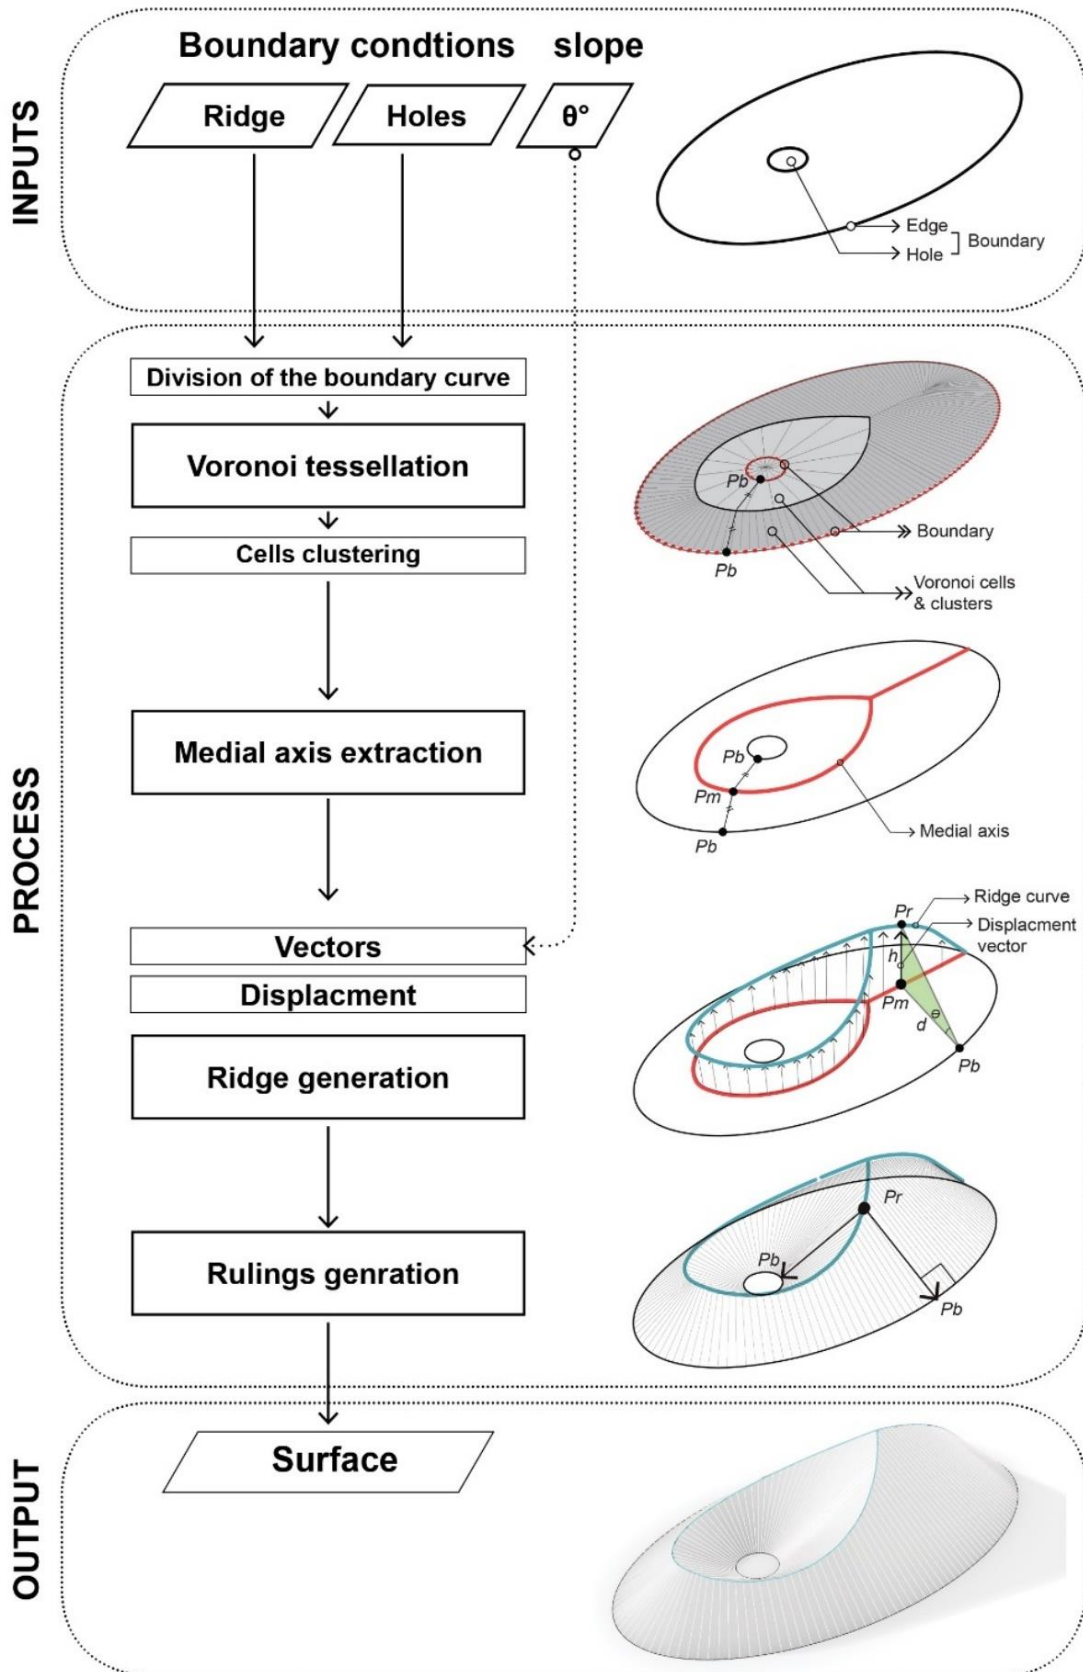 INPUTS
Boundary condtions slope
Ridge
Holes
θ°
Edge
Hole
Boundary
PROCESS
Division of the boundary curve
Voronoi tessellation
Cells clustering
Pb
Pb
Boundary
Voronoi cells
& clusters
Medial axis extraction
Pb
Pm
Pb
Medial axis
Vectors
Displacment
Ridge generation
Pr
Ridge curve
Displacment
vector
h
Pm
d
Θ
Pb
Rulings genration
Pr
Pb
Pb
OUTPUT
Surface